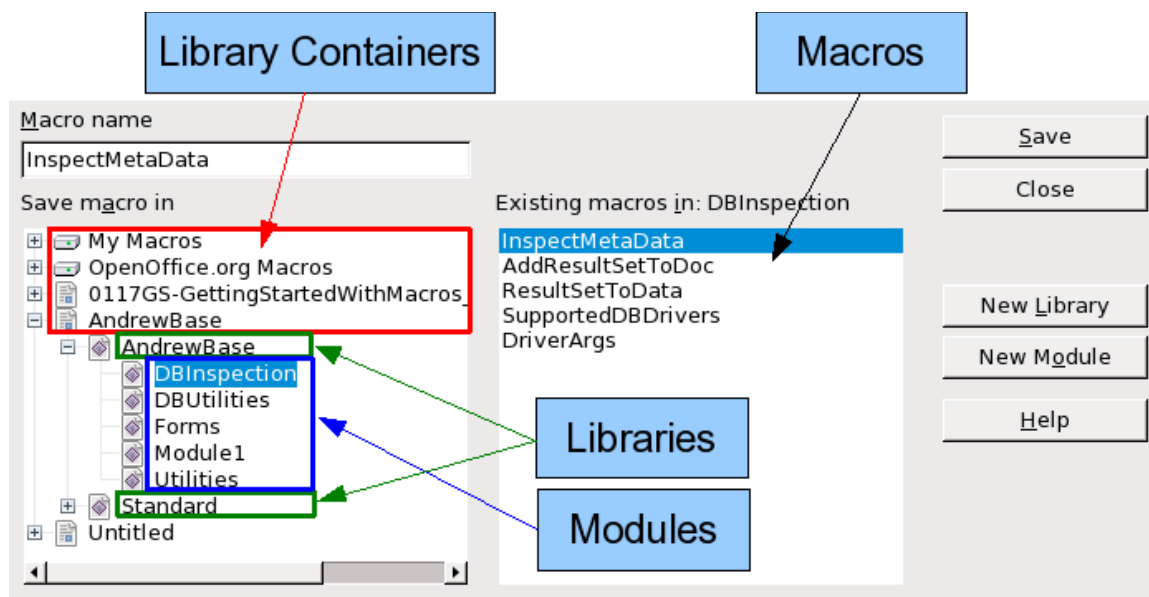 Library Containers
Macros
Macro name
InspectMetaData
Save
Close
Save macro in
Existing macros in: DBInspection
My Macros
OpenOffice.org Macros
0117GS-GettingStartedWithMacros_
AndrewBase
AndrewBase
DBInspection
DBUtilities
Forms
Module1
Utilities
Standard
Untitled
InspectMetaData
AddResultSetToDoc
ResultSetToData
SupportedDBDrivers
DriverArgs
New Library
New Module
Help
Libraries
Modules